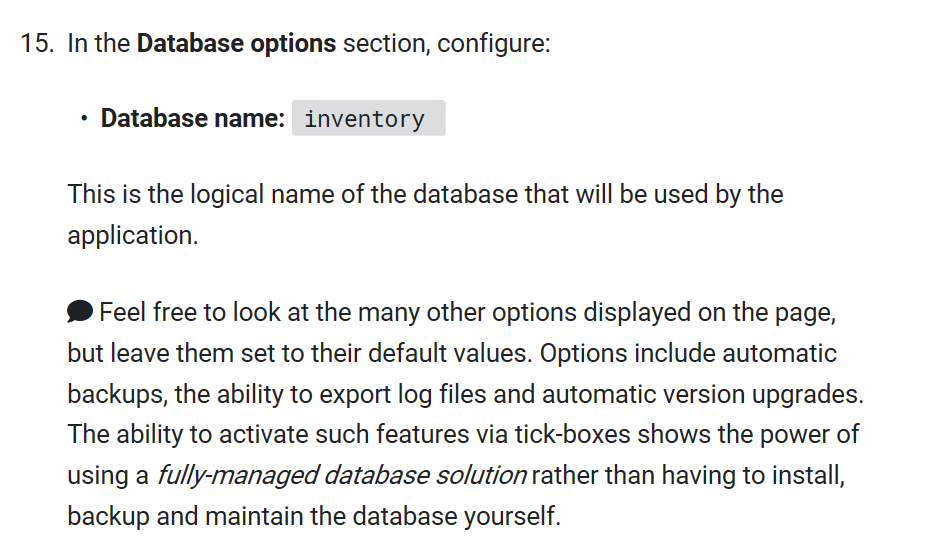 15. In the Database options section, configure:
• Database name: inventory
This is the logical name of the database that will be used by the
application.
Feel free to look at the many other options displayed on the page,
but leave them set to their default values. Options include automatic
backups, the ability to export log files and automatic version upgrades.
The ability to activate such features via tick-boxes shows the power of
using a fully-managed database solution rather than having to install,
backup and maintain the database yourself.